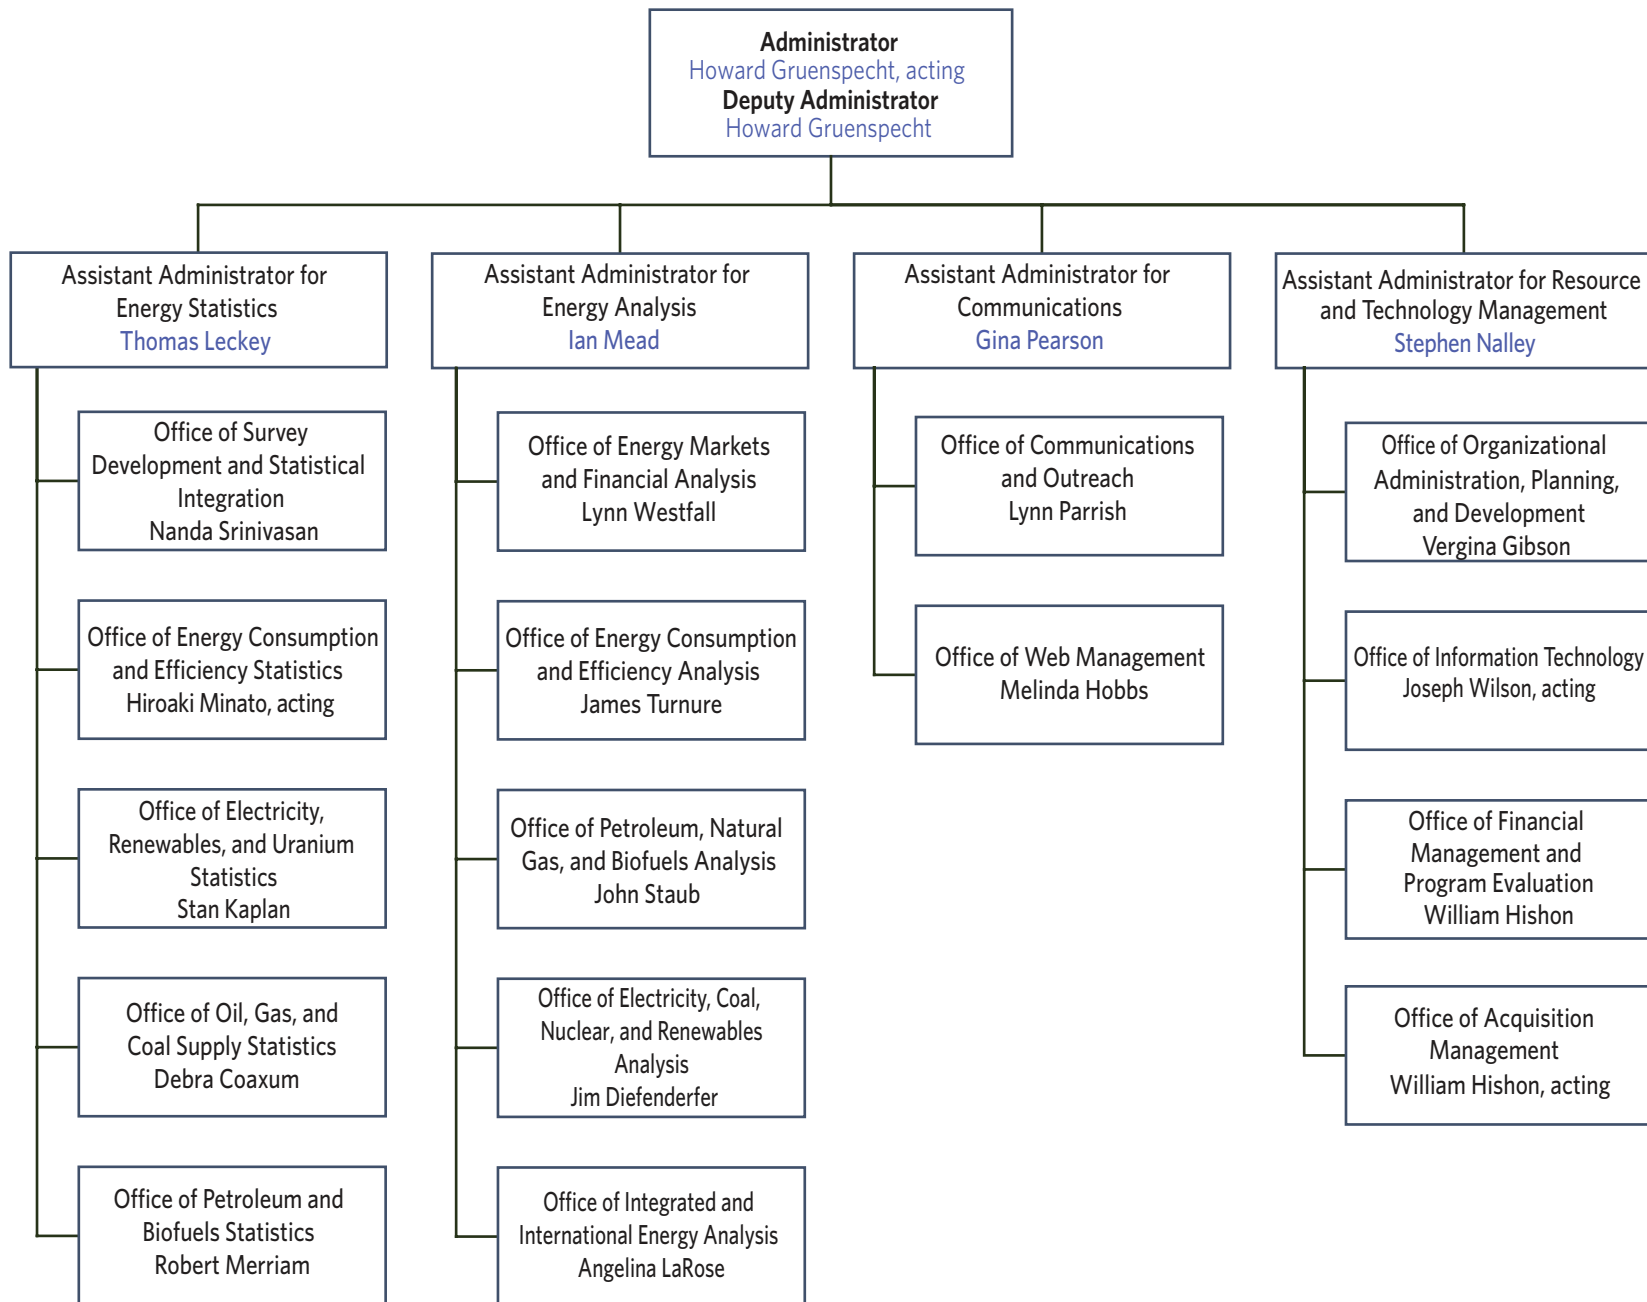 Administrator
Howard Gruenspecht, acting
Deputy Administrator
Howard Gruenspecht
Assistant Administrator for
Energy Statistics
Thomas Leckey
Office of Survey
Development and Statistical
Integration
Nanda Srinivasan
Office of Energy Consumption
and Efficiency Statistics
Hiroaki Minato, acting
Office of Electricity,
Renewables, and Uranium
Statistics
Stan Kaplan
Office of Oil, Gas, and
Coal Supply Statistics
Debra Coaxum
Office of Petroleum and
Biofuels Statistics
Robert Merriam
Assistant Administrator for
Energy Analysis
Ian Mead
Office of Energy Markets
and Financial Analysis
Lynn Westfall
Office of Energy Consumption
and Efficiency Analysis
James Turnure
Office of Petroleum, Natural
Gas, and Biofuels Analysis
John Staub
Office of Electricity, Coal,
Nuclear, and Renewables
Analysis
Jim Diefenderfer
Office of Integrated and
International Energy Analysis
Angelina LaRose
Assistant Administrator for
Communications
Gina Pearson
Office of Communications
and Outreach
Lynn Parrish
Office of Web Management
Melinda Hobbs
Assistant Administrator for Resource
and Technology Management
Stephen Nalley
Office of Organizational
Administration, Planning,
and Development
Vergina Gibson
Office of Information Technology
Joseph Wilson, acting
Office of Financial
Management and
Program Evaluation
William Hishon
Office of Acquisition
Management
William Hishon, acting